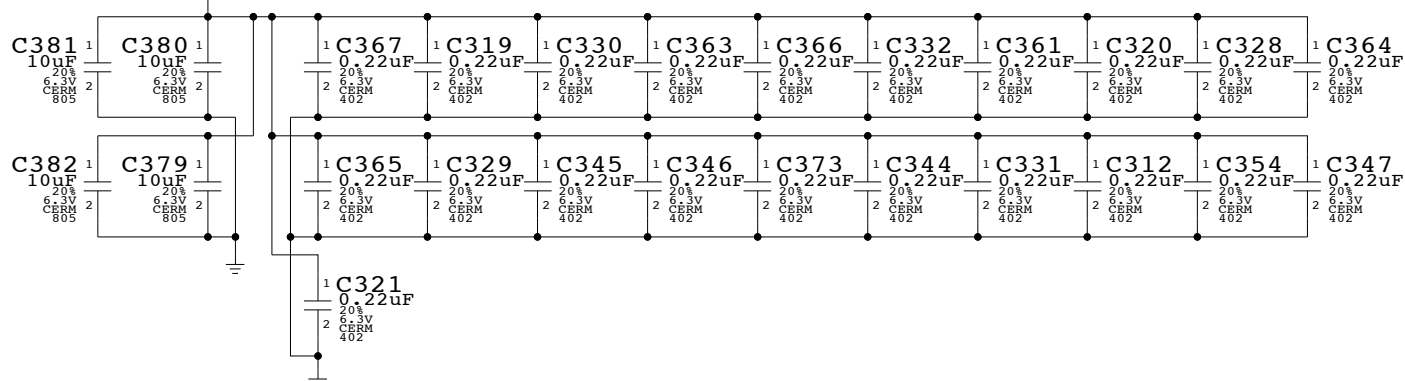 C381 1 10uF 20% 6.3V 2 CERM 805
C380 1 10uF 20% 6.3V 2 CERM 805
1 C367 0.22uF 20% 2 6.3V CERM 402
1 C319 0.22uF 20% 2 6.3V CERM 402
1 C330 0.22uF 20% 2 6.3V CERM 402
1 C363 0.22uF 20% 2 6.3V CERM 402
1 C366 0.22uF 20% 2 6.3V CERM 402
1 C332 0.22uF 20% 2 6.3V CERM 402
1 C361 0.22uF 20% 2 6.3V CERM 402
1 C320 0.22uF 20% 2 6.3V CERM 402
1 C328 0.22uF 20% 2 6.3V CERM 402
1 C364 0.22uF 20% 2 6.3V CERM 402
C382 1 10uF 20% 6.3V 2 CERM 805
C379 1 10uF 20% 6.3V 2 CERM 805
1 C365 0.22uF 20% 2 6.3V CERM 402
1 C329 0.22uF 20% 2 6.3V CERM 402
1 C345 0.22uF 20% 2 6.3V CERM 402
1 C346 0.22uF 20% 2 6.3V CERM 402
1 C373 0.22uF 20% 2 6.3V CERM 402
1 C344 0.22uF 20% 2 6.3V CERM 402
1 C331 0.22uF 20% 2 6.3V CERM 402
1 C312 0.22uF 20% 2 6.3V CERM 402
1 C354 0.22uF 20% 2 6.3V CERM 402
1 C347 0.22uF 20% 2 6.3V CERM 402
1 C321 0.22uF 20% 2 6.3V CERM 402